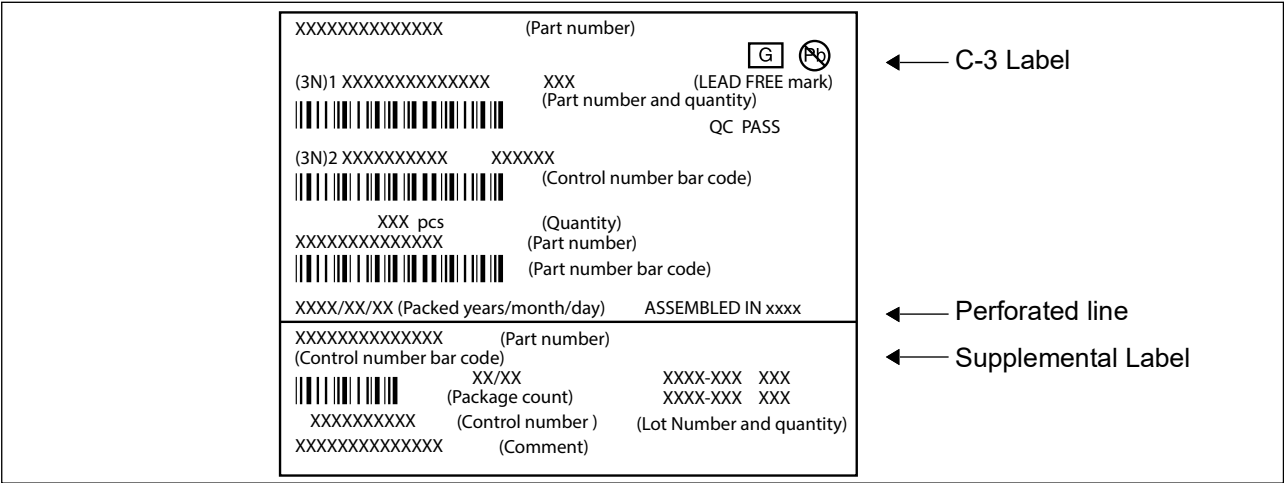 XXXXXXXXXXXXXX (Part number)
G Pb
C-3 Label
(3N)1 XXXXXXXXXXXXXX XXX (LEAD FREE mark)
(Part number and quantity)
QC PASS
(3N)2 XXXXXXXXXX XXXXXX
(Control number bar code)
XXX pcs (Quantity)
XXXXXXXXXXXXXX (Part number)
(Part number bar code)
XXXX/XX/XX (Packed years/month/day) ASSEMBLED IN xxxx
Perforated line
XXXXXXXXXXXXXX (Part number)
(Control number bar code)
Supplemental Label
XX/XX XXXX-XXX XXX
(Package count) XXXX-XXX XXX
XXXXXXXXXX (Control number ) (Lot Number and quantity)
XXXXXXXXXXXXXX (Comment)